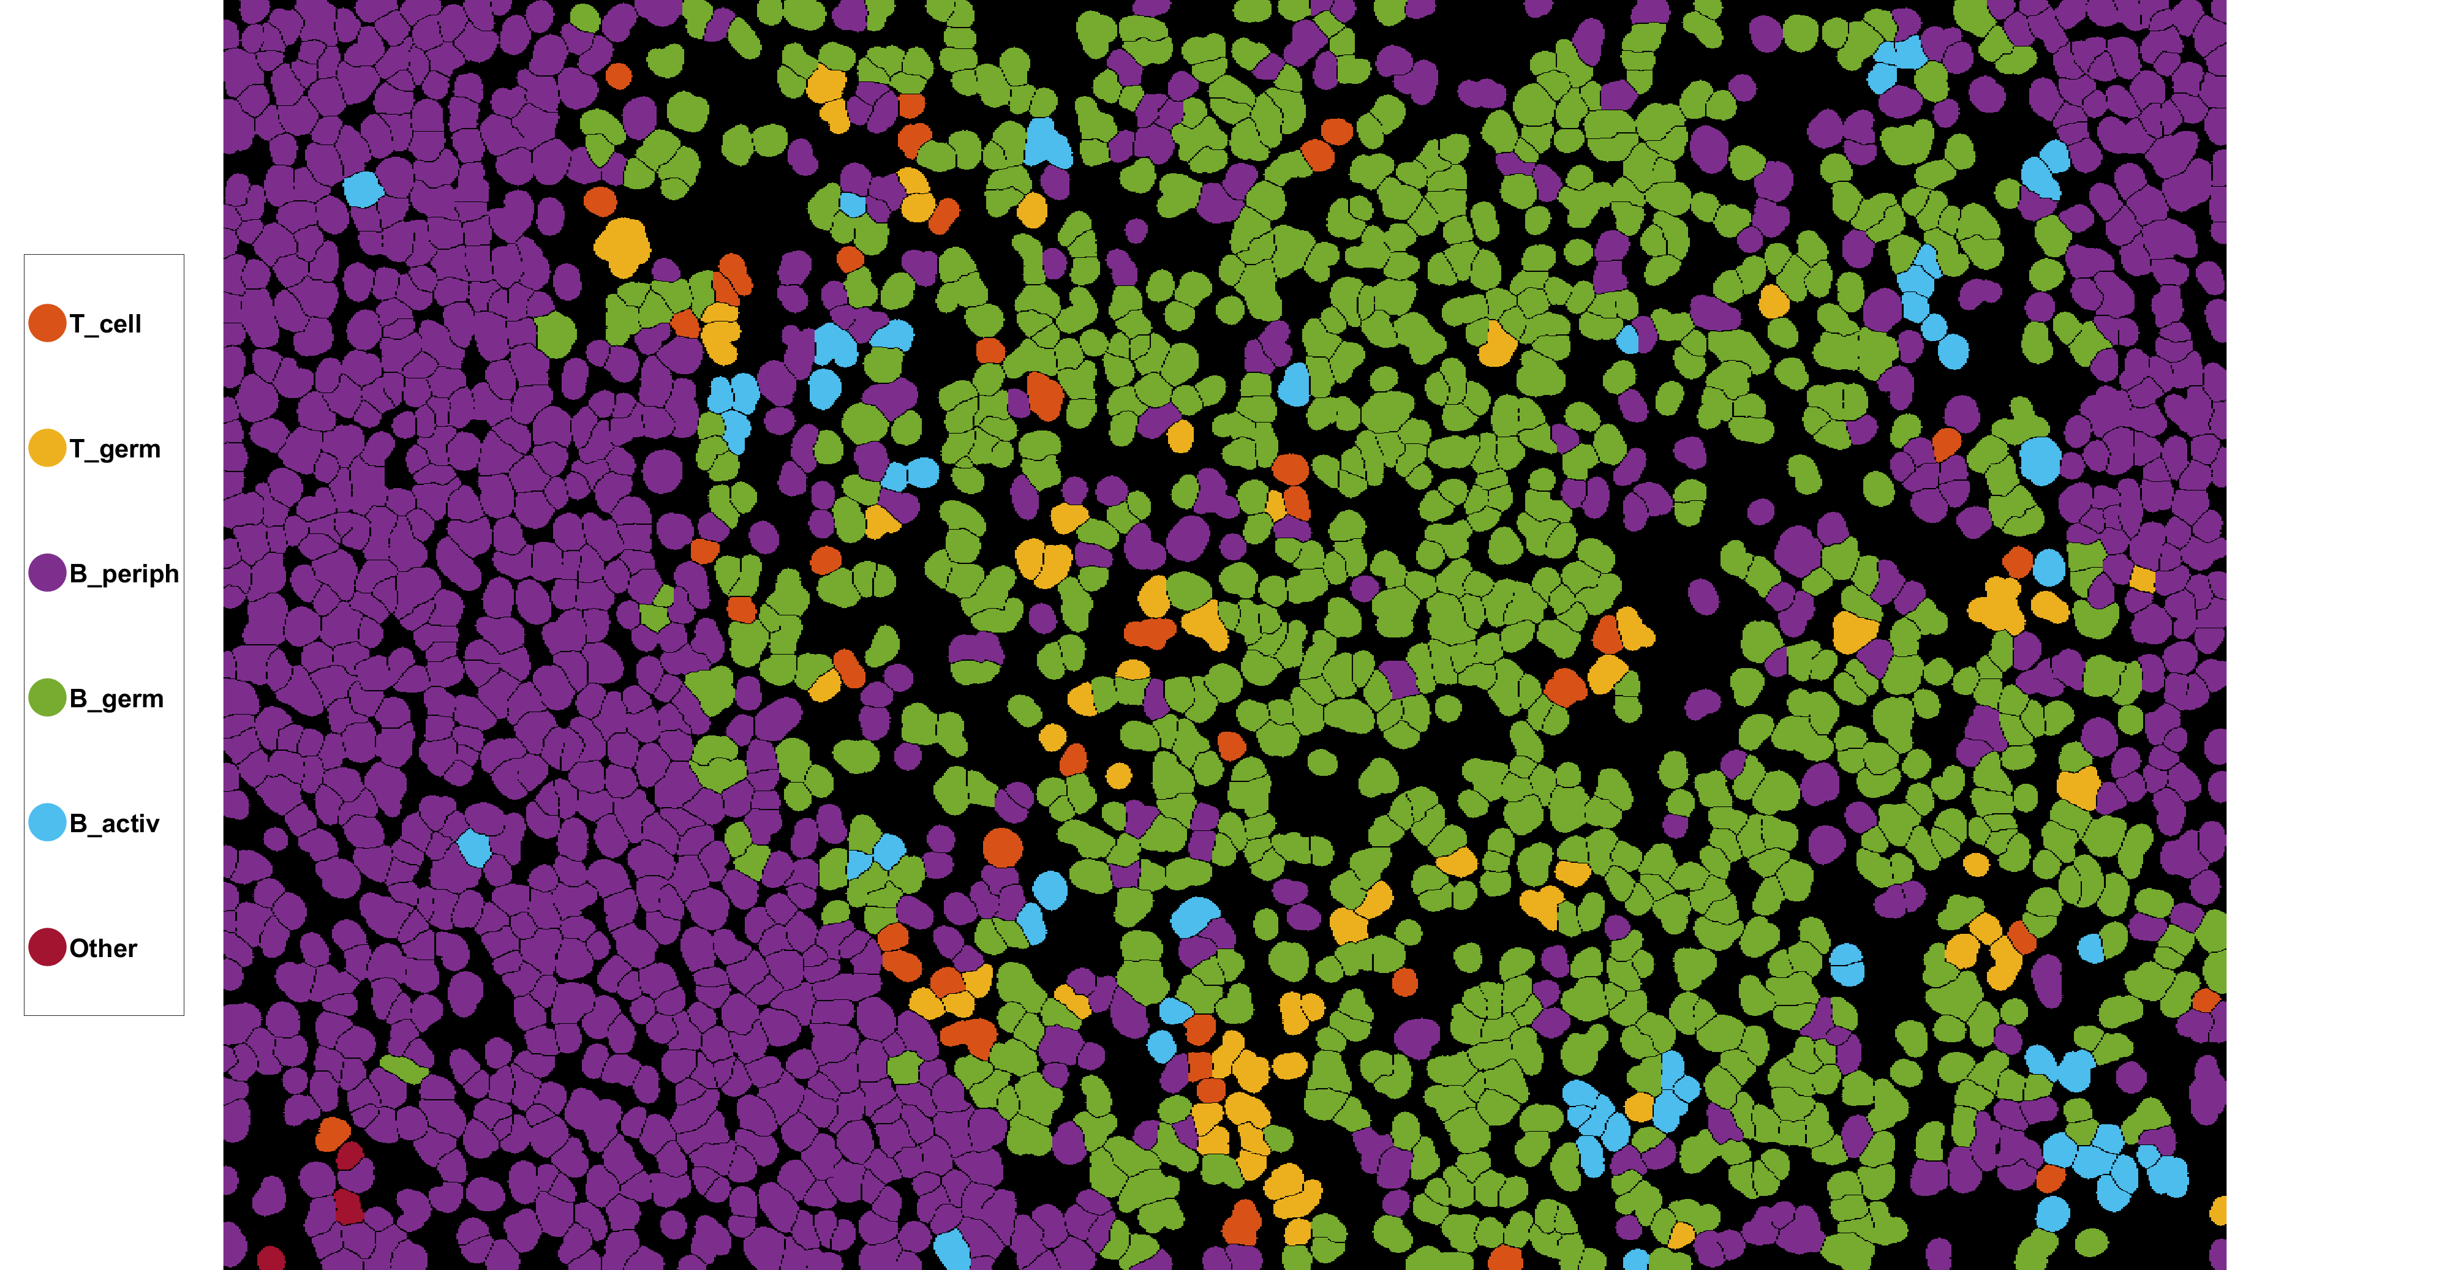 T_cell
T_germ
B_periph
B_germ
B_activ
Other